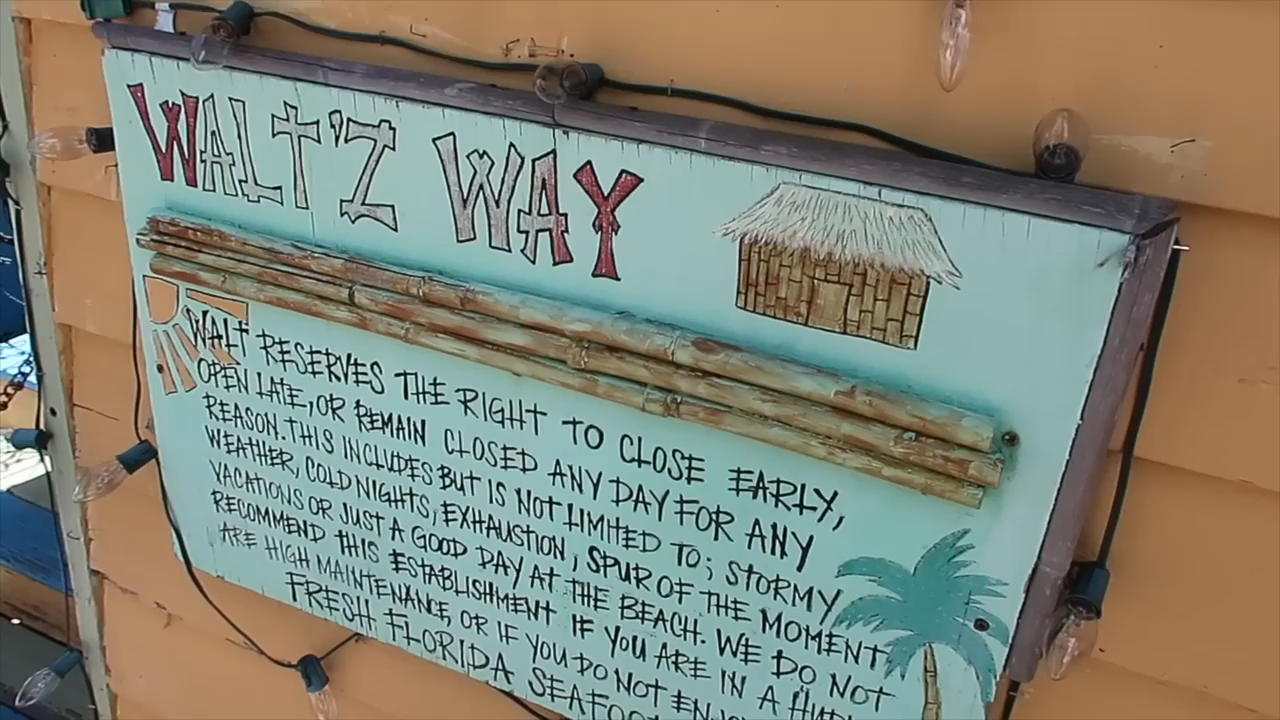 WALT'Z WAY
WALT RESERVES THE RIGHT TO CLOSE EARLY,
OPEN LATE, OR REMAIN CLOSED ANY DAY FOR ANY
REASON. THIS INCLUDES BUT IS NOT LIMITED TO; STORMY
WEATHER, COLD NIGHTS, EXHAUSTION, SPUR OF THE MOMENT
VACATIONS OR JUST A GOOD DAY AT THE BEACH. WE DO NOT
RECOMMEND THIS ESTABLISHMENT IF YOU ARE IN A
ARE HIGH MAINTENANCE, OR IF YOU DO NOT
FRESH FLORIDA